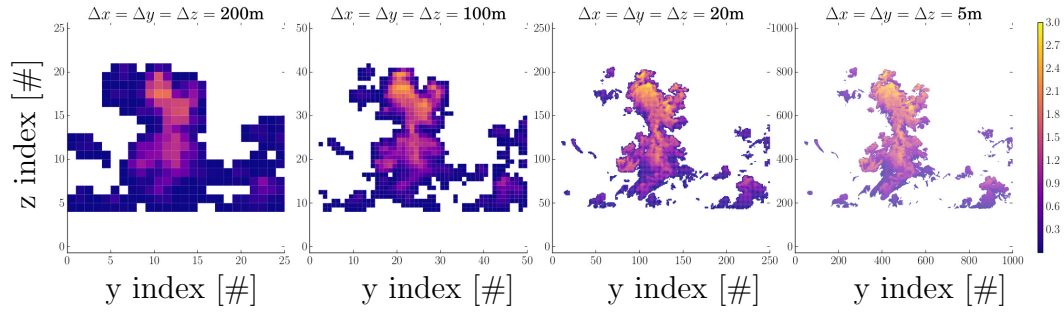 Δx = Δy = Δz = 200m
Δx = Δy = Δz = 100m
Δx = Δy = Δz = 20m
Δx = Δy = Δz = 5m
z index [#]
25
20
15
10
5
0
0 5 10 15 20 25
y index [#]
50
40
30
20
10
0
0 10 20 30 40 50
y index [#]
250
200
150
100
50
0
0 50 100 150 200 250
y index [#]
1000
800
600
400
200
0
0 200 400 600 800 1000
y index [#]
3.0
2.7
2.4
2.1
1.8
1.5
1.2
0.9
0.6
0.3